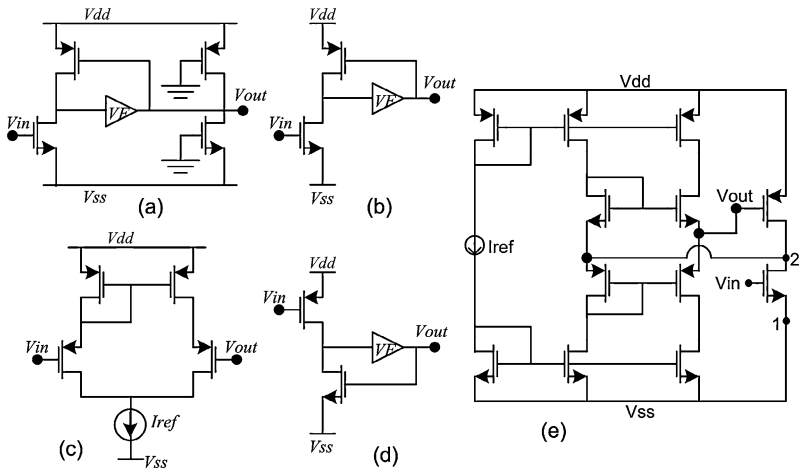 Vdd
VF
Vout
Vin
Vss
(a)
Vdd
VF
Vout
Vin
Vss
(b)
Vdd
Vin
Vout
Iref
Vss
(c)
Vdd
Vin
VF
Vout
Vss
(d)
Vdd
Vout
Iref
2
Vin
1
Vss
(e)